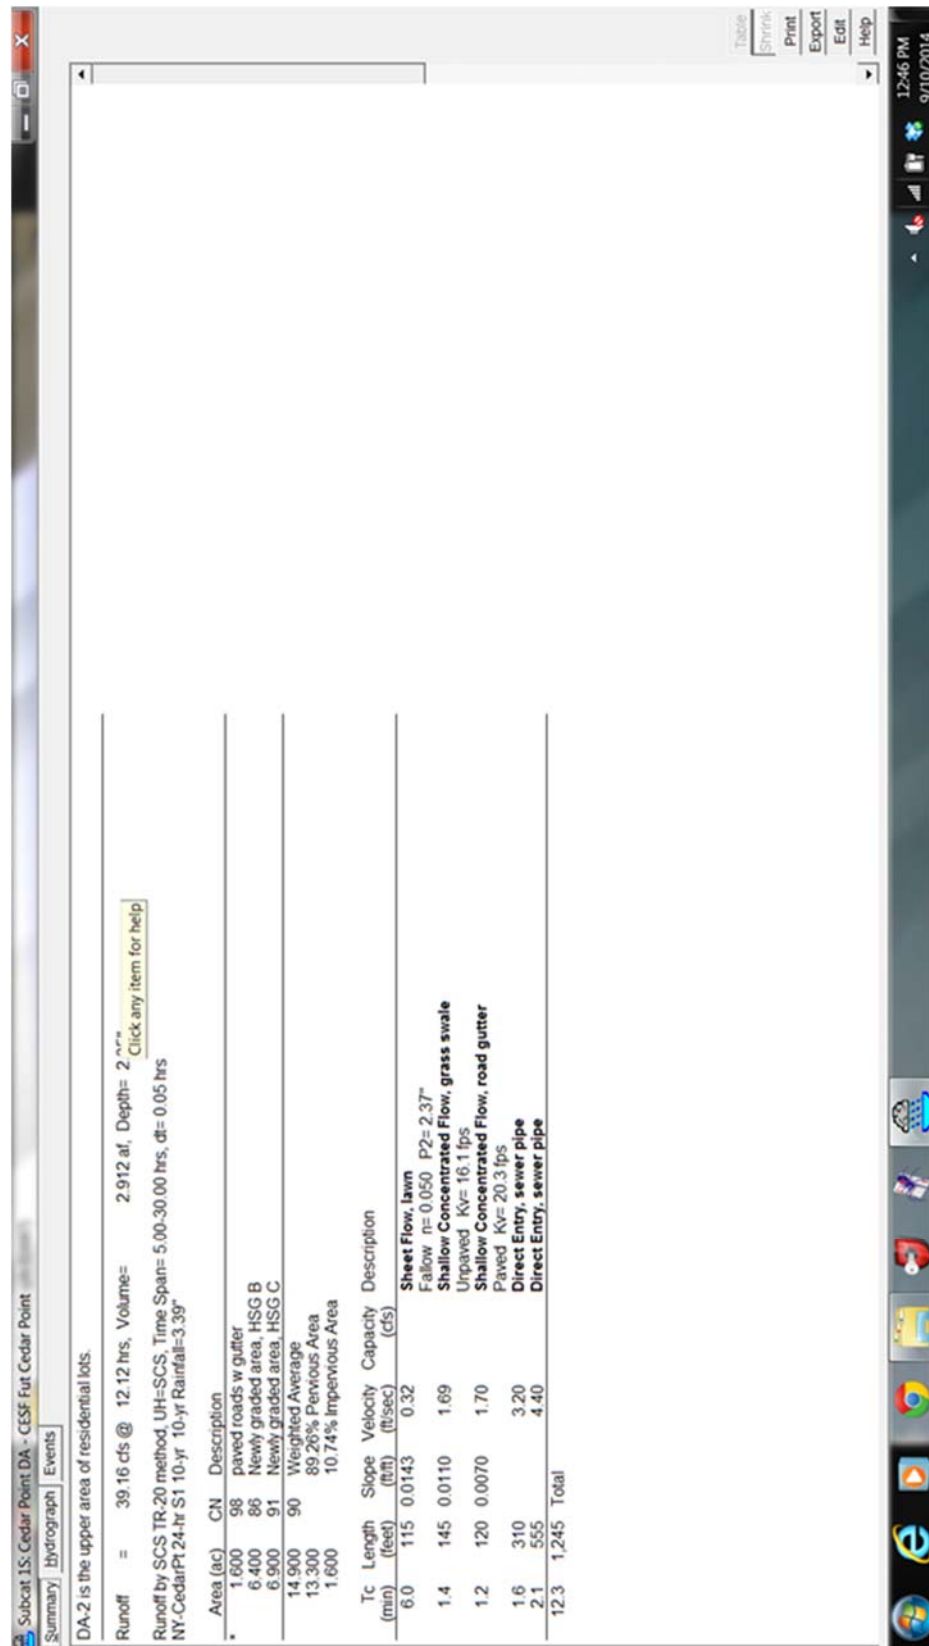 Subcat 1S: Cedar Point DA - CESF Fut Cedar Point
Summary Hydrograph Events
DA-2 is the upper area of residential lots.
Runoff = 39.16 cfs @ 12.12 hrs, Volume= 2.912 af, Depth=
Click any item for help
Runoff by SCS TR-20 method, UH=SCS, Time Span= 5.00-30.00 hrs, dt= 0.05 hrs
NY-CedarPt 24-hr S1 10-yr 10-yr Rainfall=3.39"
Area (ac) CN Description
* 1.600 98 paved roads w gutter
6.400 86 Newly graded area, HSG B
6.900 91 Newly graded area, HSG C
14.900 90 Weighted Average
13.300 89.26% Pervious Area
1.600 10.74% Impervious Area
Tc Length Slope Velocity Capacity Description
(min) (feet) (ft/ft) (ft/sec) (cfs)
6.0 115 0.0143 0.32 Sheet Flow, lawn
Fallow n= 0.050 P2= 2.37"
1.4 145 0.0110 1.69 Shallow Concentrated Flow, grass swale
Unpaved Kv= 16.1 fps
1.2 120 0.0070 1.70 Shallow Concentrated Flow, road gutter
Paved Kv= 20.3 fps
1.6 310 3.20 Direct Entry, sewer pipe
2.1 555 4.40 Direct Entry, sewer pipe
12.3 1,245 Total
Table
Shrink
Print
Export
Edit
Help
12:46 PM
9/10/2014